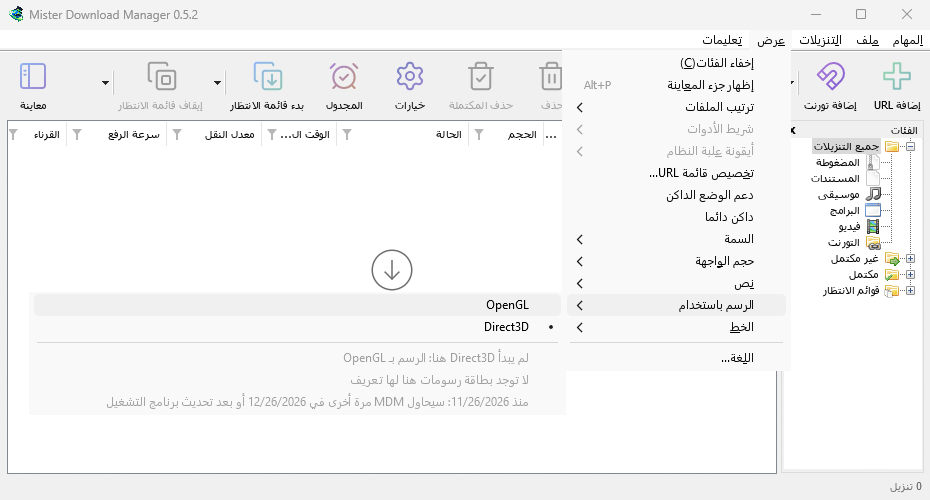 Mister Download Manager 0.5.2
المهام
ملف
التنزيلات
عرض
تعليمات
إضافة URL
إضافة تورنت
حذف
حذف المكتملة
خيارات
المجدول
بدء قائمة الانتظار
إيقاف قائمة الانتظار
معاينة
إخفاء الفئات(C)
إظهار جزء المعاينة Alt+P
ترتيب الملفات
شريط الأدوات
أيقونة علبة النظام
تخصيص قائمة URL...
دعم الوضع الداكن
داكن دائما
السمة
حجم الواجهة
نص
الرسم باستخدام
الخط
اللغة...
OpenGL
Direct3D
لم يبدأ Direct3D هنا: الرسم بـ OpenGL
لا توجد بطاقة رسومات هنا لها تعريف
منذ 11/26/2026: سيحاول MDM مرة أخرى في 12/26/2026 أو بعد تحديث برنامج التشغيل
...
الحجم
الحالة
الوقت ال...
معدل النقل
سرعة الرفع
القرناء
الفئات
جميع التنزيلات
المضغوطة
المستندات
موسيقى
البرامج
فيديو
التورنت
غير مكتمل
مكتمل
قوائم الانتظار
0 تنزيل